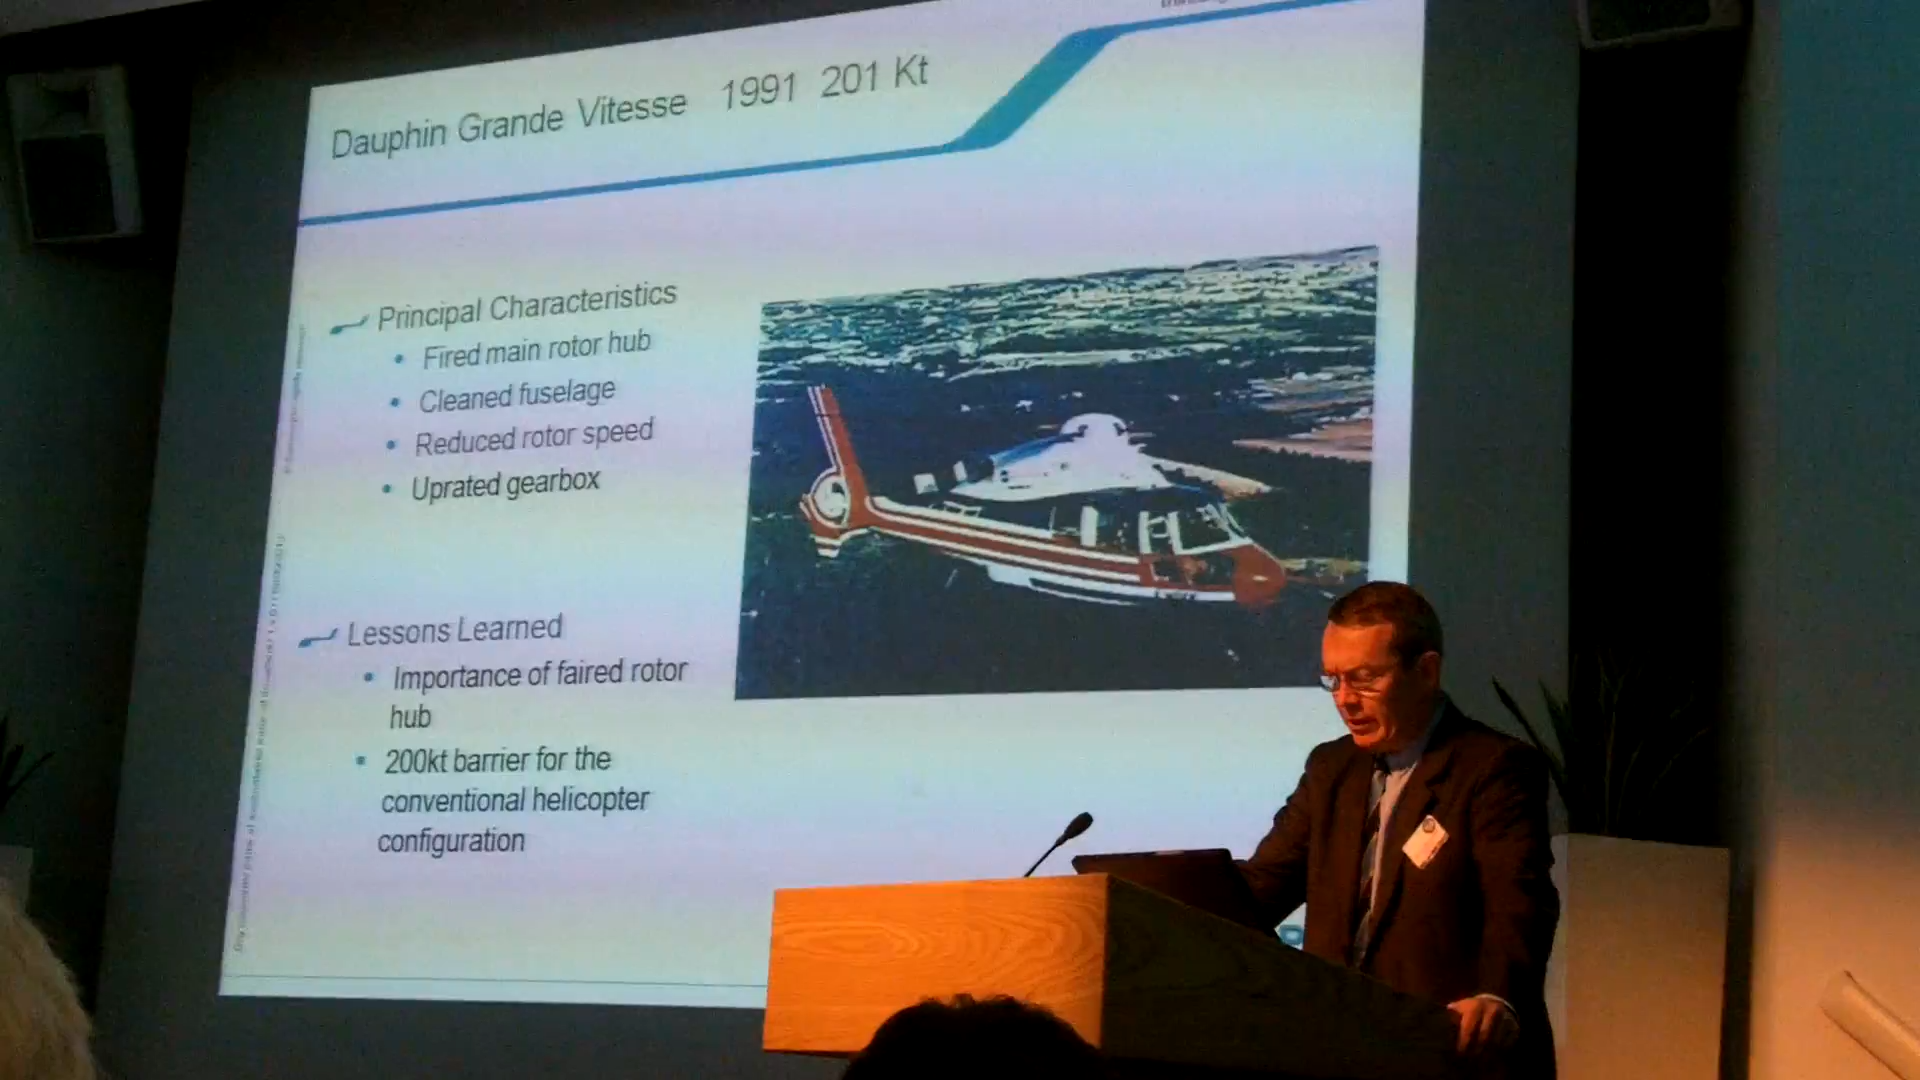 Dauphin Grande Vitesse 1991 201 Kt
Principal Characteristics
• Fired main rotor hub
• Cleaned fuselage
• Reduced rotor speed
• Uprated gearbox
Lessons Learned
• Importance of faired rotor
hub
• 200kt barrier for the
conventional helicopter
configuration